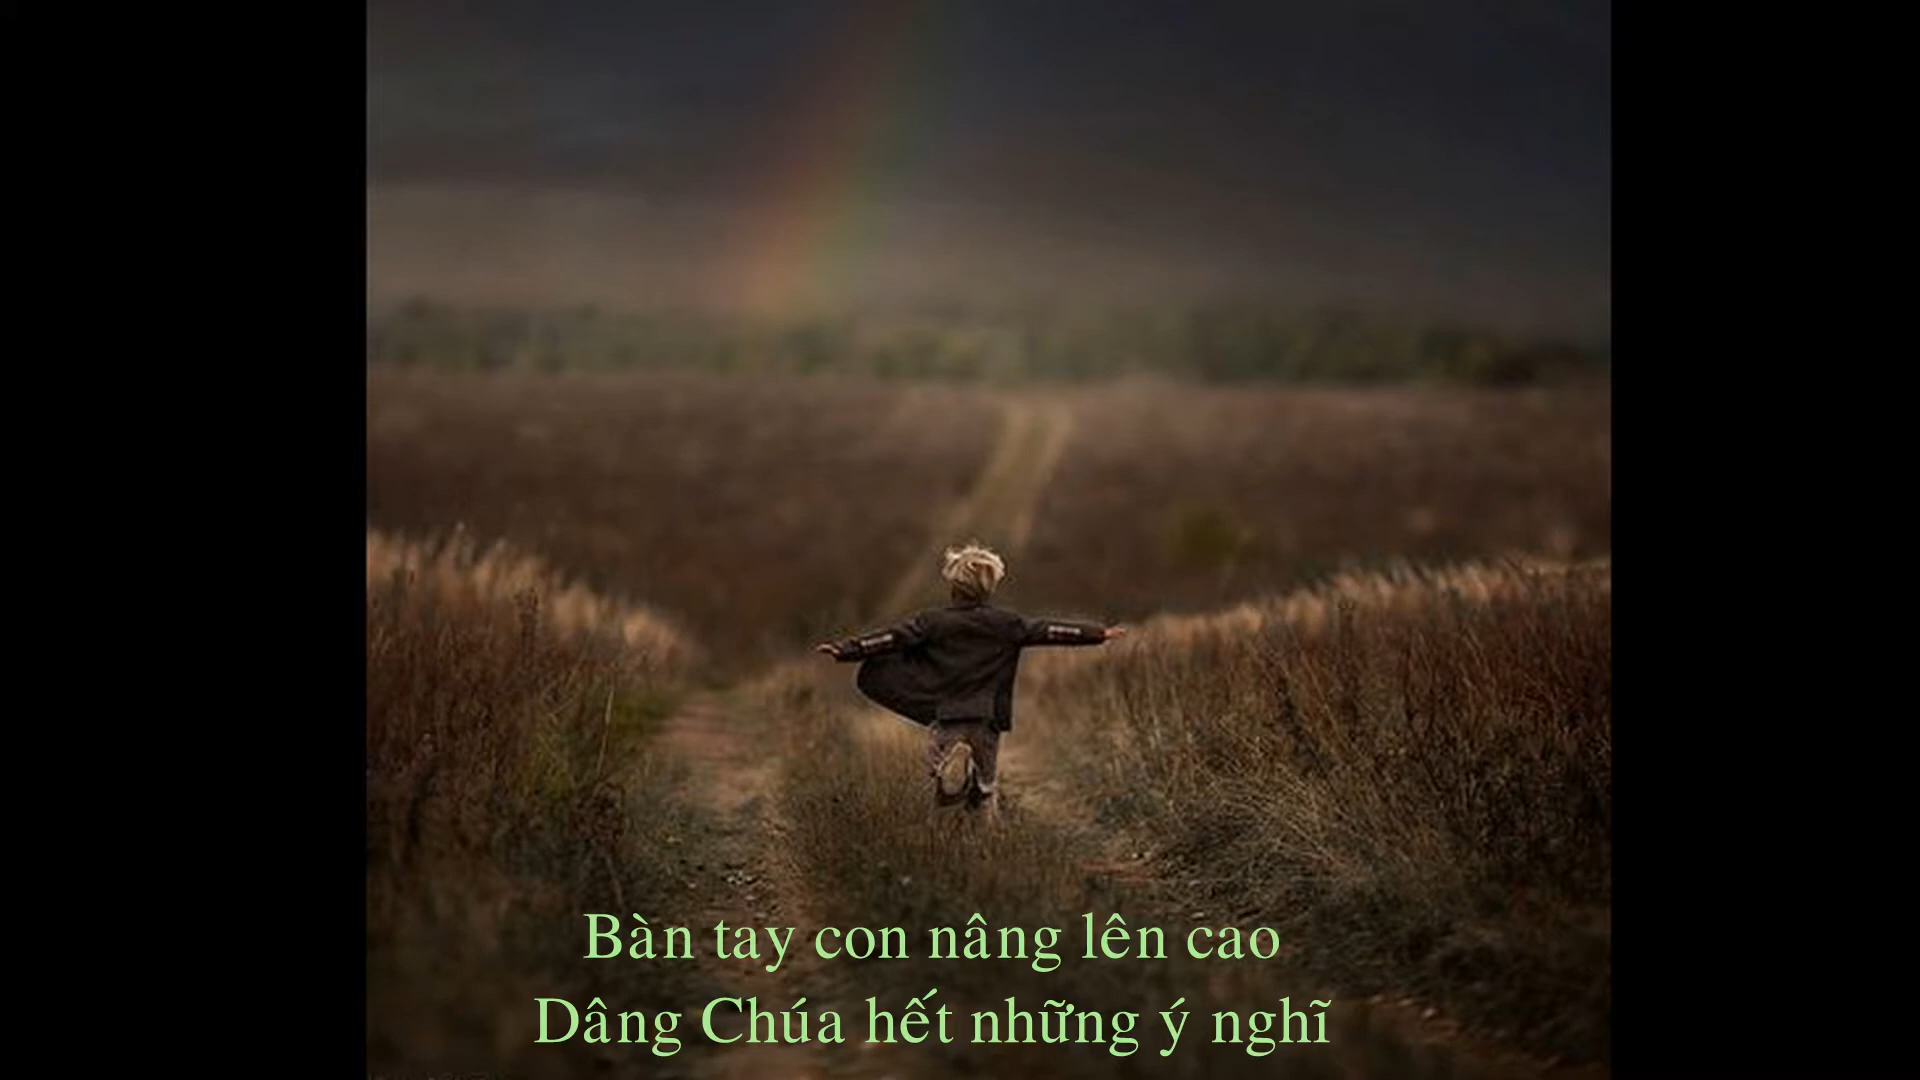 Bàn tay con nâng lên cao
Dâng Chúa hết những ý nghĩ